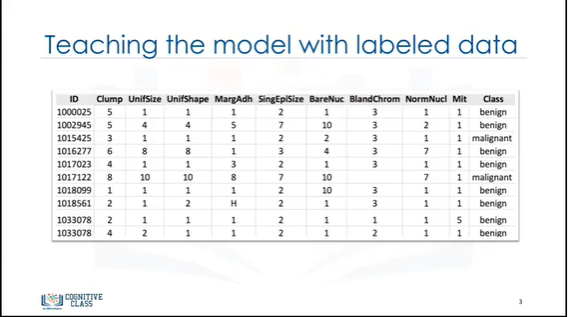 Teaching the model with labeled data
ID Clump UnifSize UnifShape MargAdh SingEpiSize BareNuc BlandChrom NormNucl Mit Class
1000025 5 1 1 1 2 1 3 1 1 benign
1002945 5 4 4 5 7 10 3 2 1 benign
1015425 3 1 1 1 2 2 3 1 1 malignant
1016277 6 8 8 1 3 4 3 7 1 benign
1017023 4 1 1 3 2 1 3 1 1 benign
1017122 8 10 10 8 7 10 7 1 malignant
1018099 1 1 1 1 2 10 3 1 1 benign
1018561 2 1 2 H 2 1 3 1 1 benign
1033078 2 1 1 1 2 1 1 1 5 benign
1033078 4 2 1 1 2 1 2 1 1 benign
COGNITIVE
CLASS
3